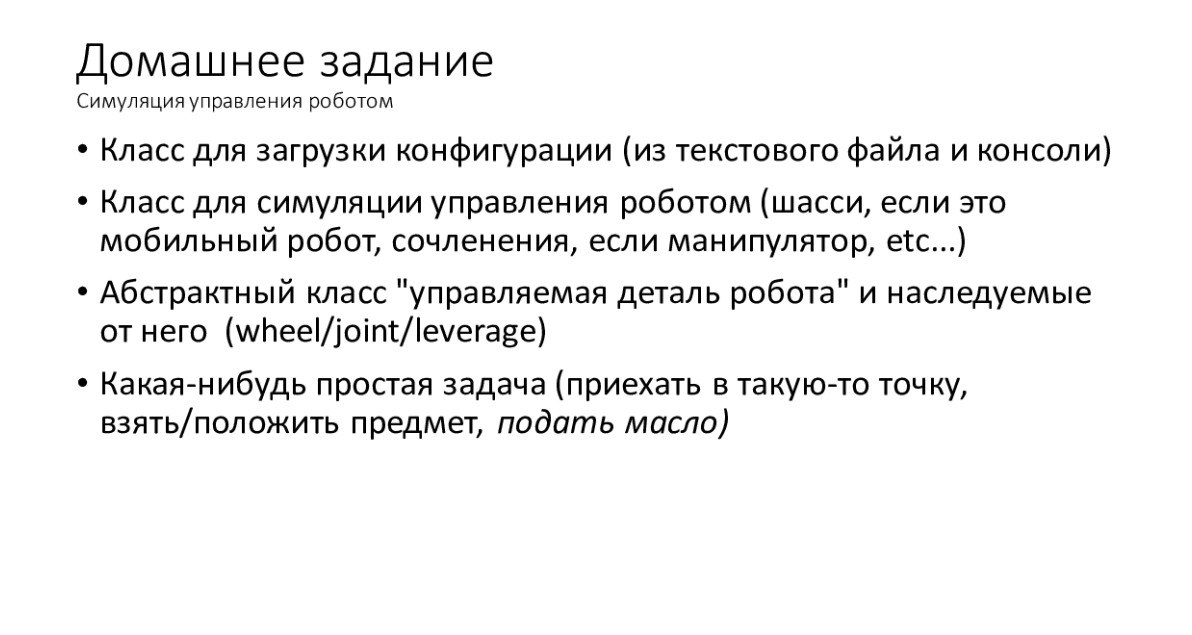 Домашнее задание
Симуляция управления роботом
• Класс для загрузки конфигурации (из текстового файла и консоли)
• Класс для симуляции управления роботом (шасси, если это
мобильный робот, сочленения, если манипулятор, etc...)
• Абстрактный класс "управляемая деталь робота" и наследуемые
от него (wheel/joint/leverage)
• Какая-нибудь простая задача (приехать в такую-то точку,
взять/положить предмет, подать масло)